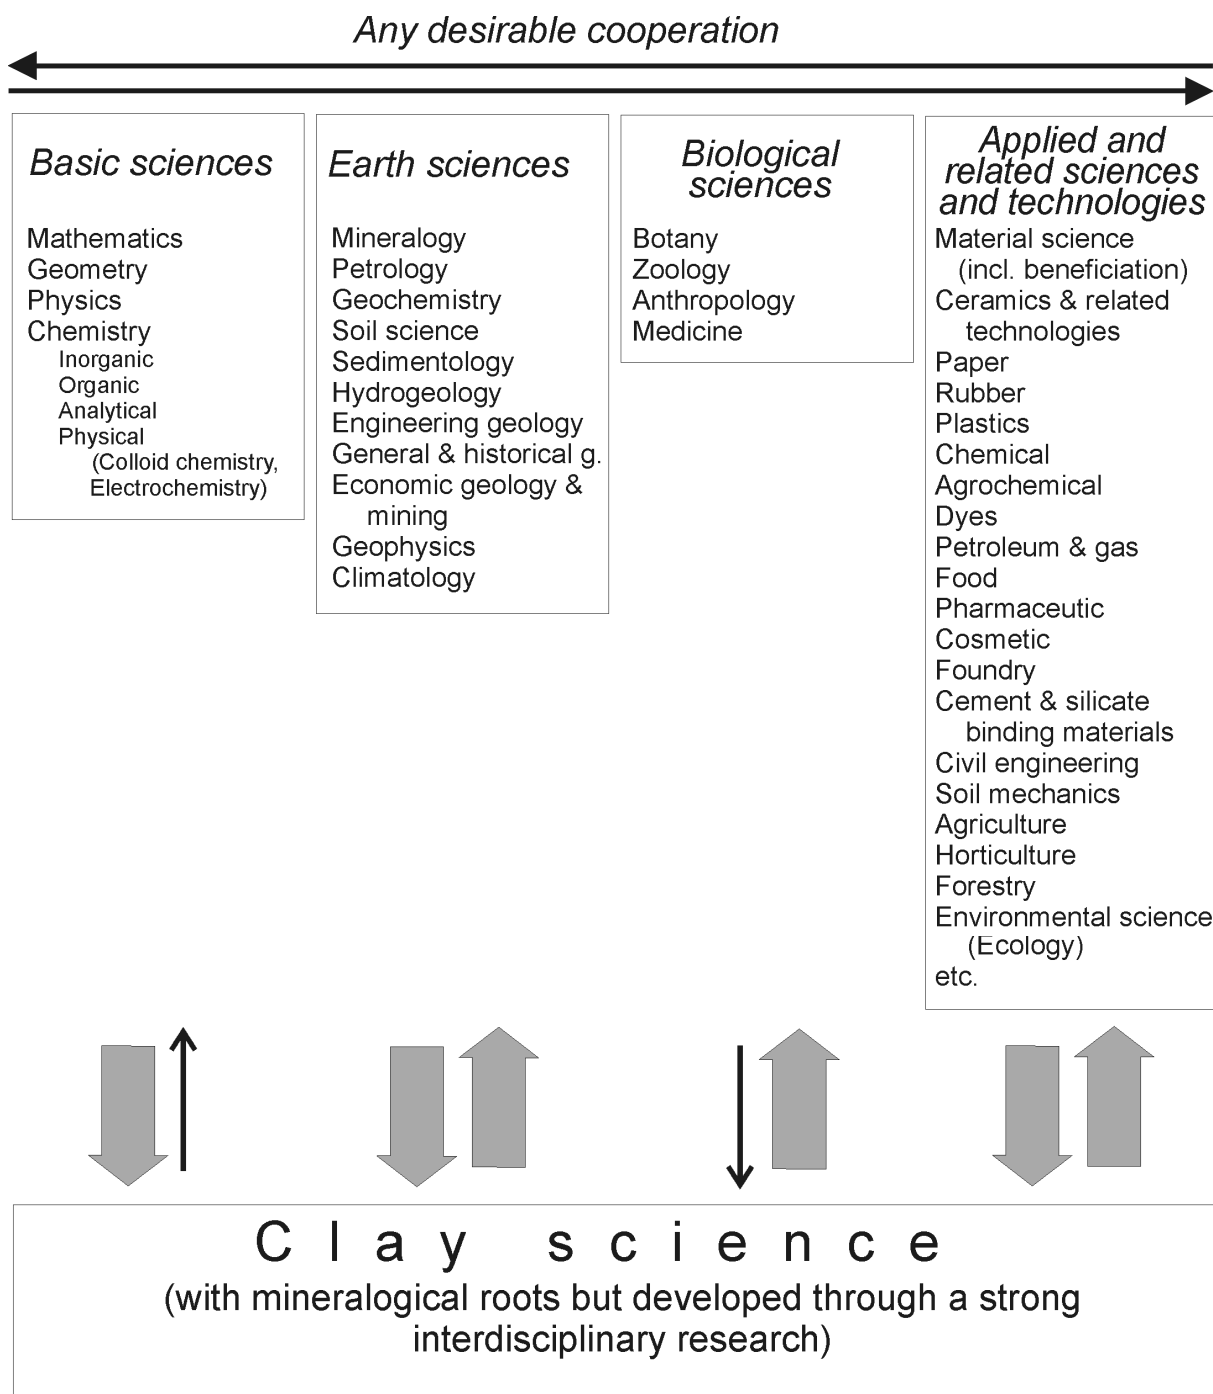 Any desirable cooperation
Basic sciences
Mathematics
Geometry
Physics
Chemistry
Inorganic
Organic
Analytical
Physical
(Colloid chemistry,
Electrochemistry)
Earth sciences
Mineralogy
Petrology
Geochemistry
Soil science
Sedimentology
Hydrogeology
Engineering geology
General & historical g.
Economic geology &
mining
Geophysics
Climatology
Biological
sciences
Botany
Zoology
Anthropology
Medicine
Applied and
related sciences
and technologies
Material science
(incl. beneficiation)
Ceramics & related
technologies
Paper
Rubber
Plastics
Chemical
Agrochemical
Dyes
Petroleum & gas
Food
Pharmaceutic
Cosmetic
Foundry
Cement & silicate
binding materials
Civil engineering
Soil mechanics
Agriculture
Horticulture
Forestry
Environmental science
(Ecology)
etc.
Clay science
(with mineralogical roots but developed through a strong
interdisciplinary research)